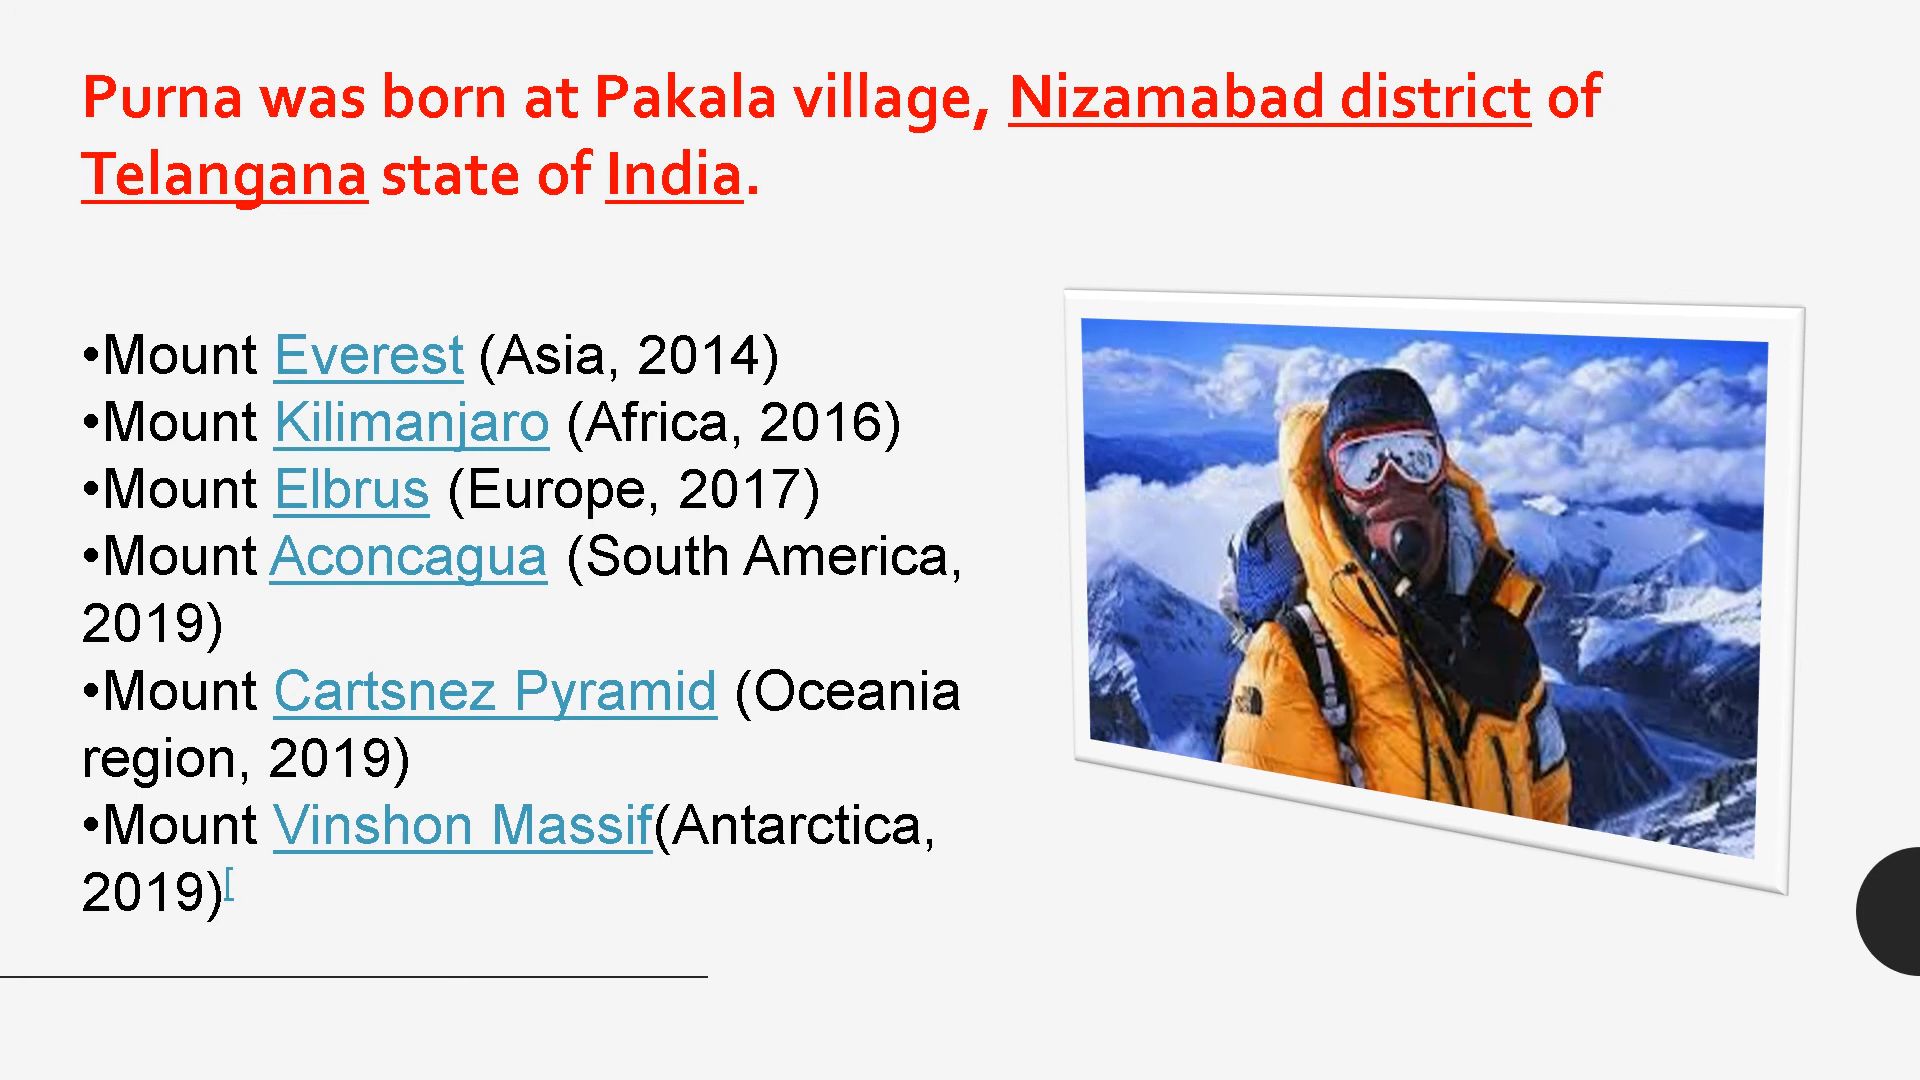 Purna was born at Pakala village, Nizamabad district of
Telangana state of India.
•Mount Everest (Asia, 2014)
•Mount Kilimanjaro (Africa, 2016)
•Mount Elbrus (Europe, 2017)
•Mount Aconcagua (South America,
2019)
•Mount Cartsnez Pyramid (Oceania
region, 2019)
•Mount Vinshon Massif(Antarctica,
2019)[